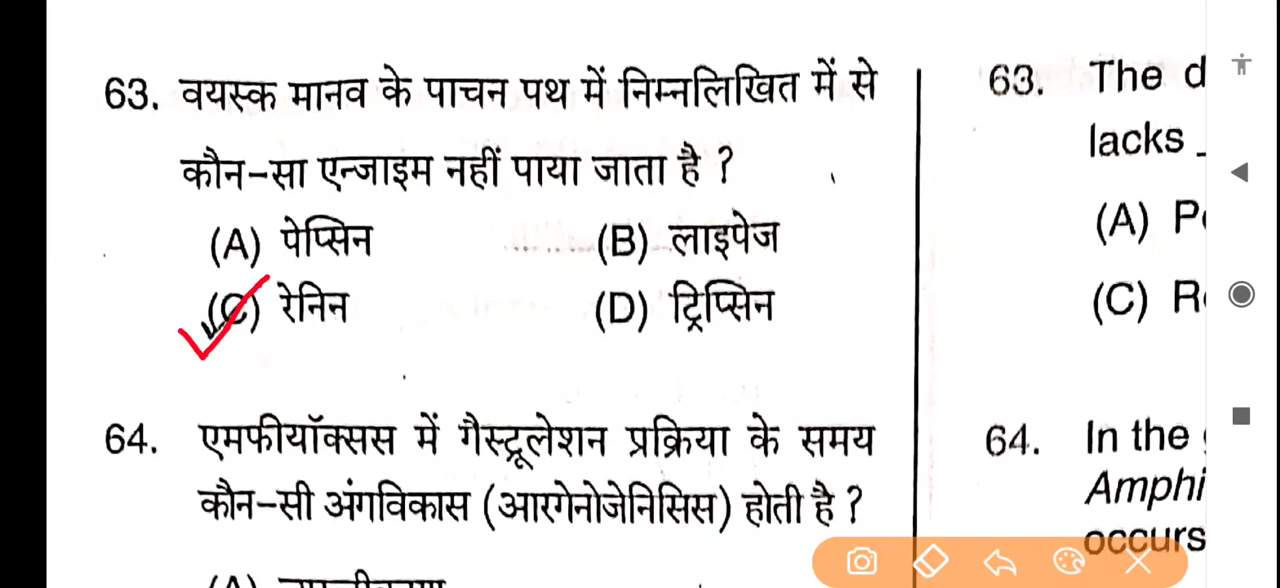 63. वयस्क मानव के पाचन पथ में निम्नलिखित में से
कौन-सा एन्जाइम नहीं पाया जाता है ?
(A) पेप्सिन (B) लाइपेज
(C) रेनिन (D) ट्रिप्सिन
64. एमफीयॉक्सस में गैस्ट्रूलेशन प्रक्रिया के समय
कौन-सी अंगविकास (आरगेनोजेनिसिस) होती है ?
(A)
63. The d
lacks _
(A) P
(C) R
64. In the
Amphi
occurs